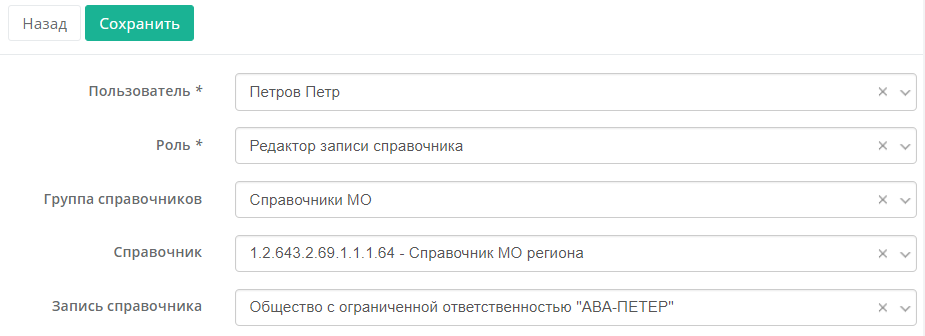 Назад Сохранить
Пользователь * Петров Петр
Роль * Редактор записи справочника
Группа справочников Справочники МО
Справочник 1.2.643.2.69.1.1.1.64 - Справочник МО региона
Запись справочника Общество с ограниченной ответственностью "АВА-ПЕТЕР"